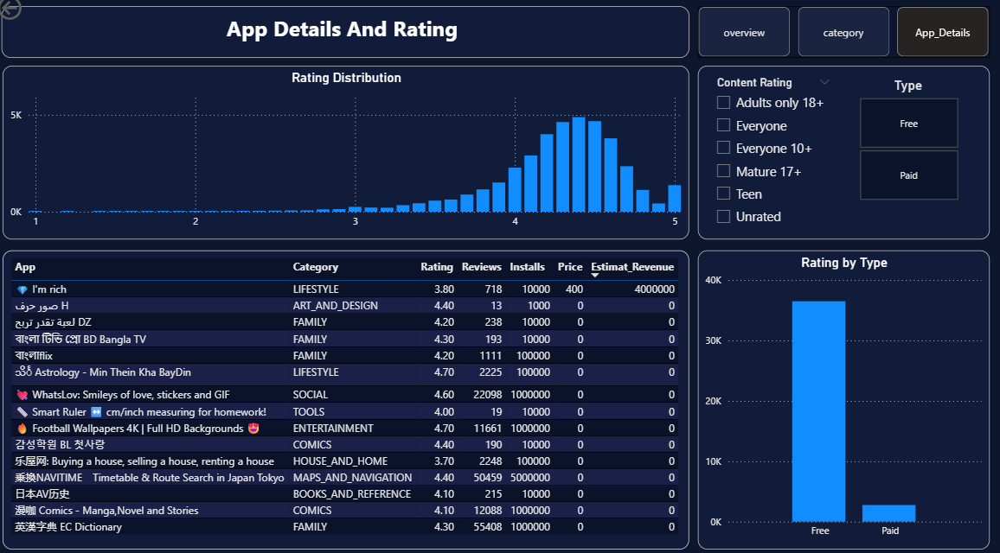 App Details And Rating
overview
category
App_Details
Rating Distribution
5K
0K
1 2 3 4 5
Content Rating
Adults only 18+
Everyone
Everyone 10+
Mature 17+
Teen
Unrated
Type
Free
Paid
App Category Rating Reviews Installs Price Estimat_Revenue
💎 I'm rich LIFESTYLE 3.80 718 10000 400 4000000
صور حرف H ART_AND_DESIGN 4.40 13 1000 0 0
لعبة تقدر تربح DZ FAMILY 4.20 238 10000 0 0
বাংলা টিভি প্রো BD Bangla TV FAMILY 4.30 193 10000 0 0
বাংলাflix FAMILY 4.20 1111 100000 0 0
သိင်္ Astrology - Min Thein Kha BayDin LIFESTYLE 4.70 2225 100000 0 0
💘 WhatsLov: Smileys of love, stickers and GIF SOCIAL 4.60 22098 1000000 0 0
📏 Smart Ruler ↔️ cm/inch measuring for homework! TOOLS 4.00 19 10000 0 0
🔥 Football Wallpapers 4K | Full HD Backgrounds 😍 ENTERTAINMENT 4.70 11661 1000000 0 0
감성학원 BL 첫사랑 COMICS 4.40 190 10000 0 0
乐屋网: Buying a house, selling a house, renting a house HOUSE_AND_HOME 3.70 2248 100000 0 0
乗換NAVITIME　Timetable & Route Search in Japan Tokyo MAPS_AND_NAVIGATION 4.40 50459 5000000 0 0
日本AV历史 BOOKS_AND_REFERENCE 4.10 215 10000 0 0
漫咖 Comics - Manga,Novel and Stories COMICS 4.10 12088 1000000 0 0
英漢字典 EC Dictionary FAMILY 4.30 55408 1000000 0 0
Rating by Type
40K
30K
20K
10K
0K
Free Paid